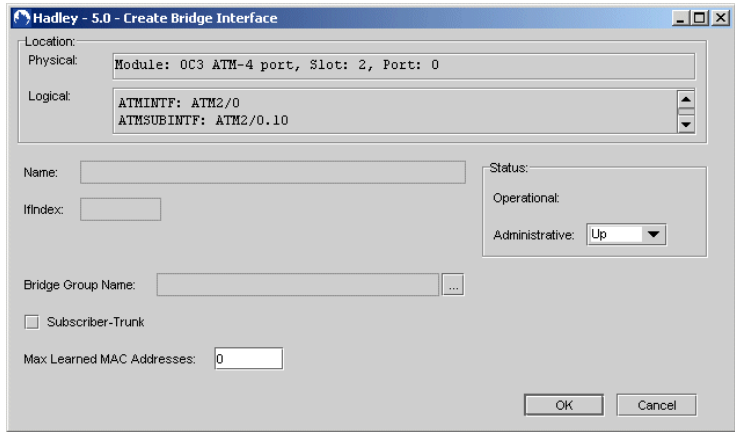 Hadley - 5.0 - Create Bridge Interface
Location:
Physical:
Module: OC3 ATM-4 port, Slot: 2, Port: 0
Logical:
ATMINTF: ATM2/0
ATMSUBINTF: ATM2/0.10
Name:
Status:
Operational:
IfIndex:
Administrative: Up
Bridge Group Name:
...
Subscriber-Trunk
Max Learned MAC Addresses: 0
OK Cancel